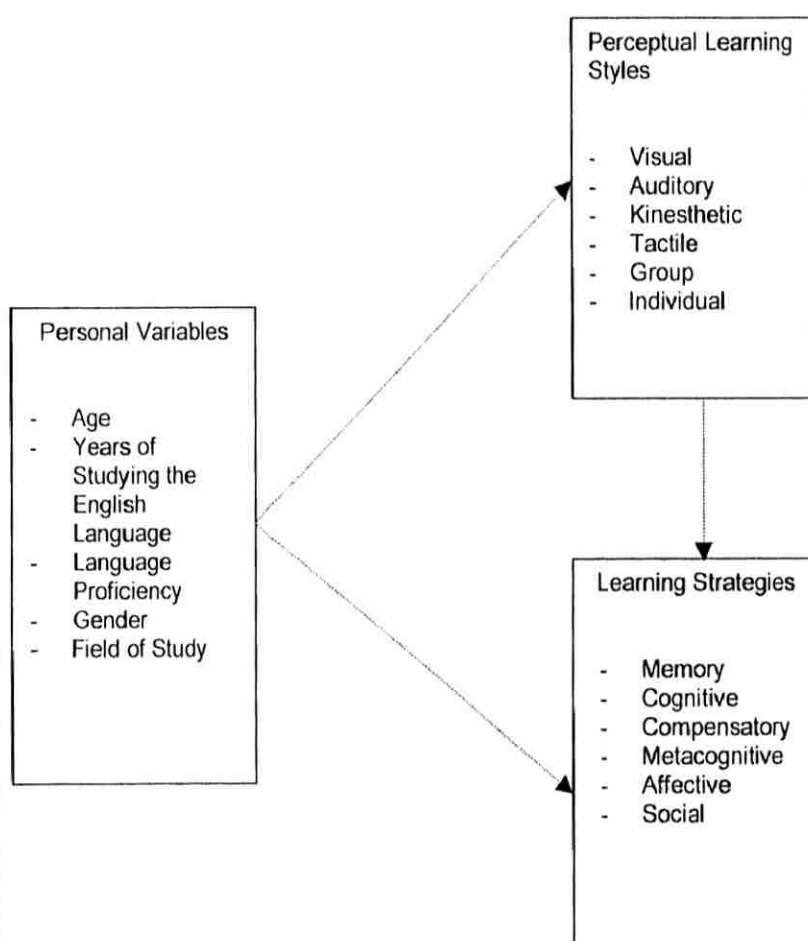 Perceptual Learning
Styles
- Visual
- Auditory
- Kinesthetic
- Tactile
- Group
- Individual
Personal Variables
- Age
- Years of
Studying the
English
Language
- Language
Proficiency
- Gender
- Field of Study
Learning Strategies
- Memory
- Cognitive
- Compensatory
- Metacognitive
- Affective
- Social